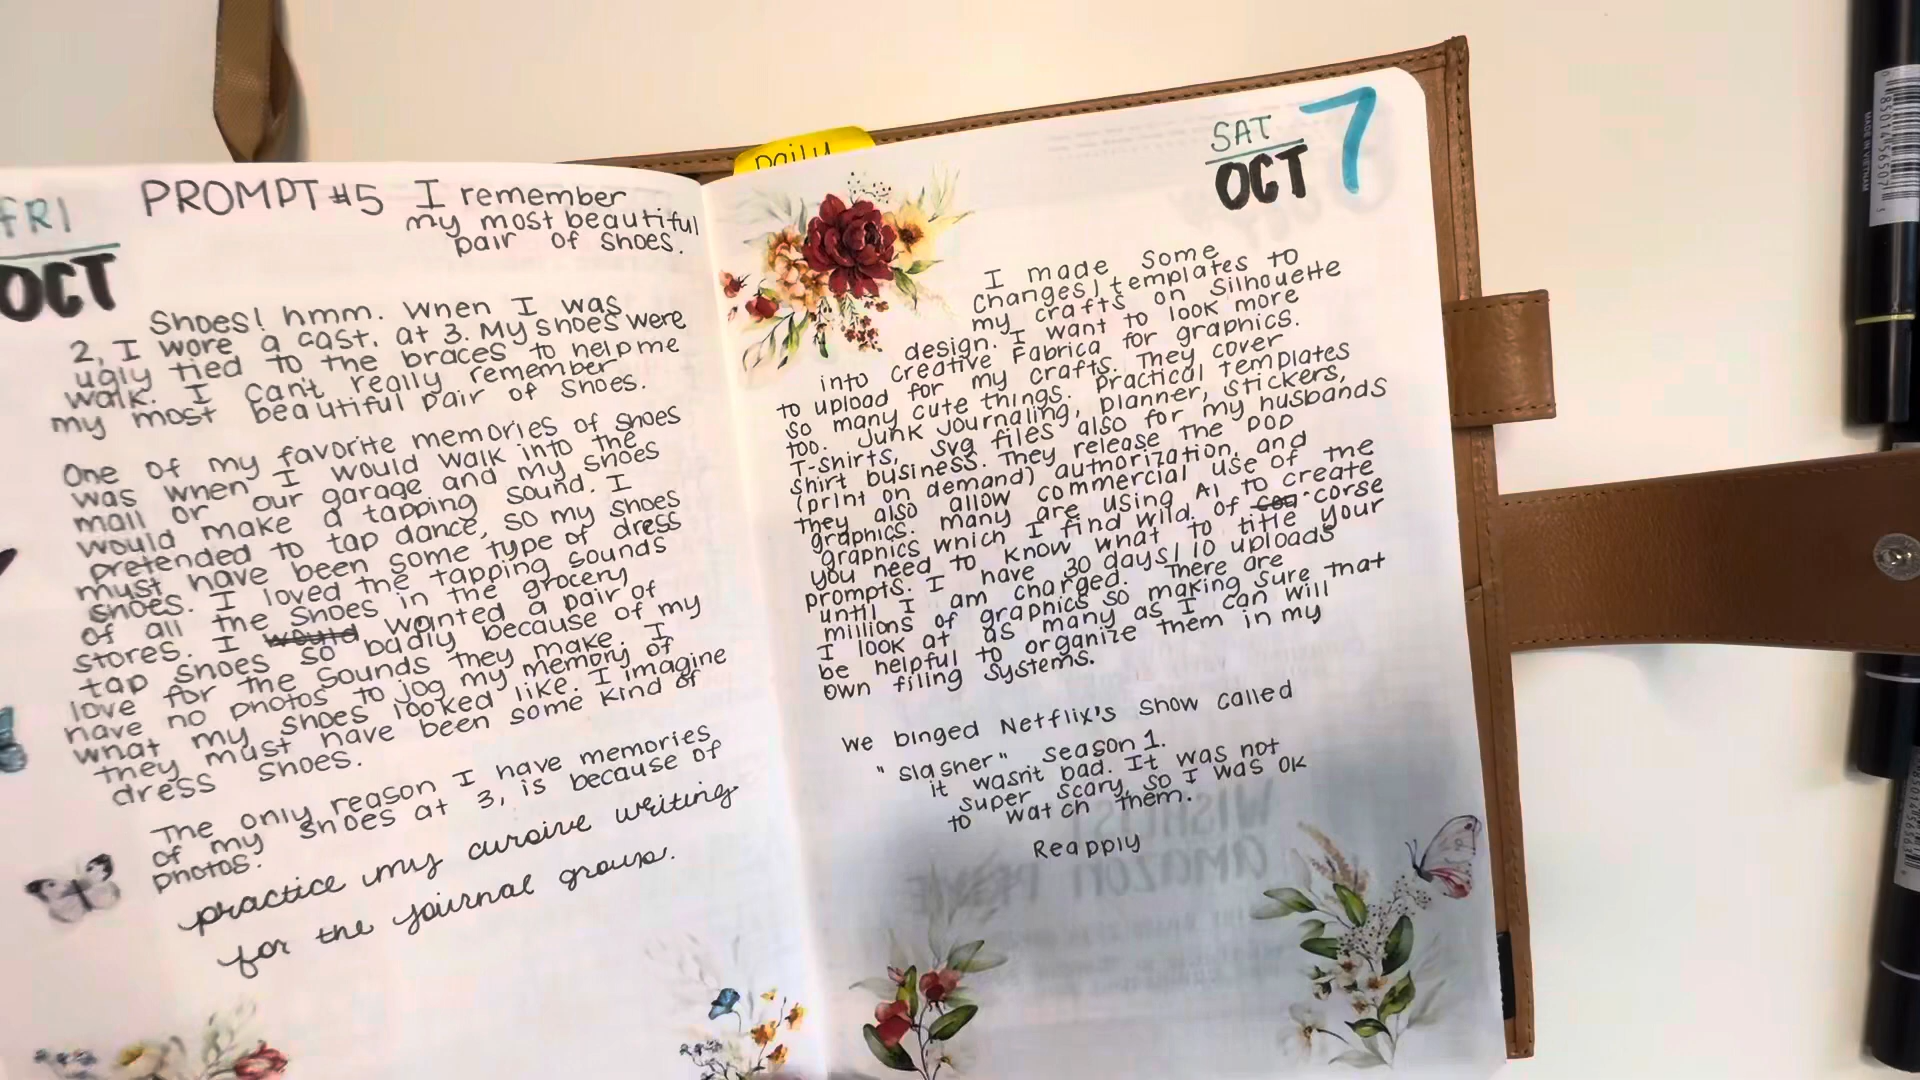 FRI
OCT
PROMPT #5 I remember
my most beautiful
pair of shoes.
Shoes! hmm. When I was
2, I wore a cast, at 3. My shoes were
ugly tied to the braces to help me
walk. I can't really remember
my most beautiful pair of shoes.
One of my favorite memories of shoes
was when I would walk into the
mall or our garage and my shoes
would make a tapping sound. I
pretended to tap dance, so my shoes
must have been some type of dress
shoes. I loved the tapping sounds
of all the shoes in the grocery
stores. I would wanted a pair of
tap shoes so badly because of my
love for the sounds they make. I
have no photos to jog my memory of
what my shoes looked like. I imagine
they must have been some kind of
dress shoes.
The only reason I have memories
of my shoes at 3, is because of
photos.
practice my cursive writing
for the journal group.
Daily
SAT
OCT 7
I made some
changes/templates to
my crafts on Silhouette
design. I want to look more
into Creative Fabrica for graphics.
to upload for my crafts. They cover
so many cute things. Practical templates
too. Junk Journaling, planner, stickers,
T-shirts, svg files also for my husbands
shirt business. They release the POD
(print on demand) authorization, and
they also allow commercial use of the
graphics. Many are using AI to create
graphics which I find wild. Of coa corse
you need to know what to title your
prompts. I have 30 days/10 uploads
until I am charged. There are
millions of graphics so making sure that
I look at as many as I can will
be helpful to organize them in my
own filing systems.
We binged Netflix's show called
"Slasher" season 1.
it wasn't bad. It was not
super scary, so I was OK
to watch them.
Reapply
MADE IN VIETNAM